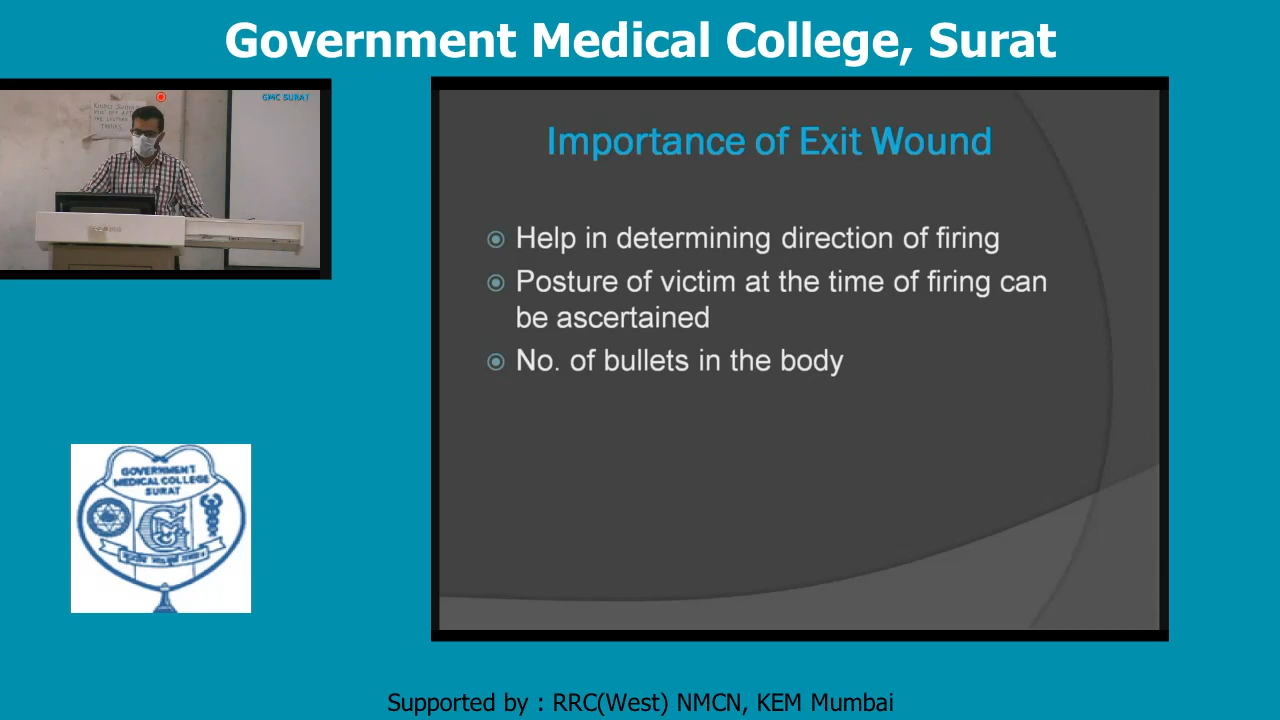 Government Medical College, Surat
GMC SURAT
Importance of Exit Wound
Help in determining direction of firing
Posture of victim at the time of firing can
be ascertained
No. of bullets in the body
GOVERNMENT
MEDICAL COLLEGE
SURAT
Supported by : RRC(West) NMCN, KEM Mumbai